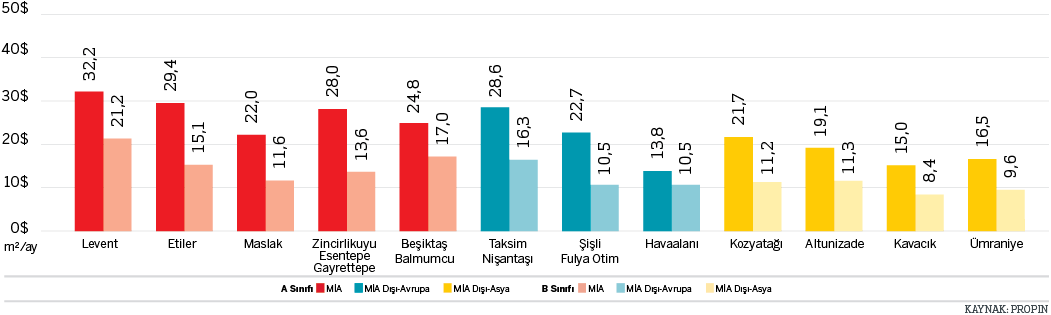 50$
40$
30$
20$
10$
0$
m²/ay
32,2
21,2
29,4
15,1
22,0
11,6
28,0
13,6
24,8
17,0
28,6
16,3
22,7
10,5
13,8
10,5
21,7
11,2
19,1
11,3
15,0
8,4
16,5
9,6
Levent
Etiler
Maslak
Zincirlikuyu
Esentepe
Gayrettepe
Beşiktaş
Balmumcu
Taksim
Nişantaşı
Şişli
Fulya Otim
Havaalanı
Kozyatağı
Altunizade
Kavacık
Ümraniye
A Sınıfı MİA MİA Dışı-Avrupa MİA Dışı-Asya B Sınıfı MİA MİA Dışı-Avrupa MİA Dışı-Asya
KAYNAK: PROPIN